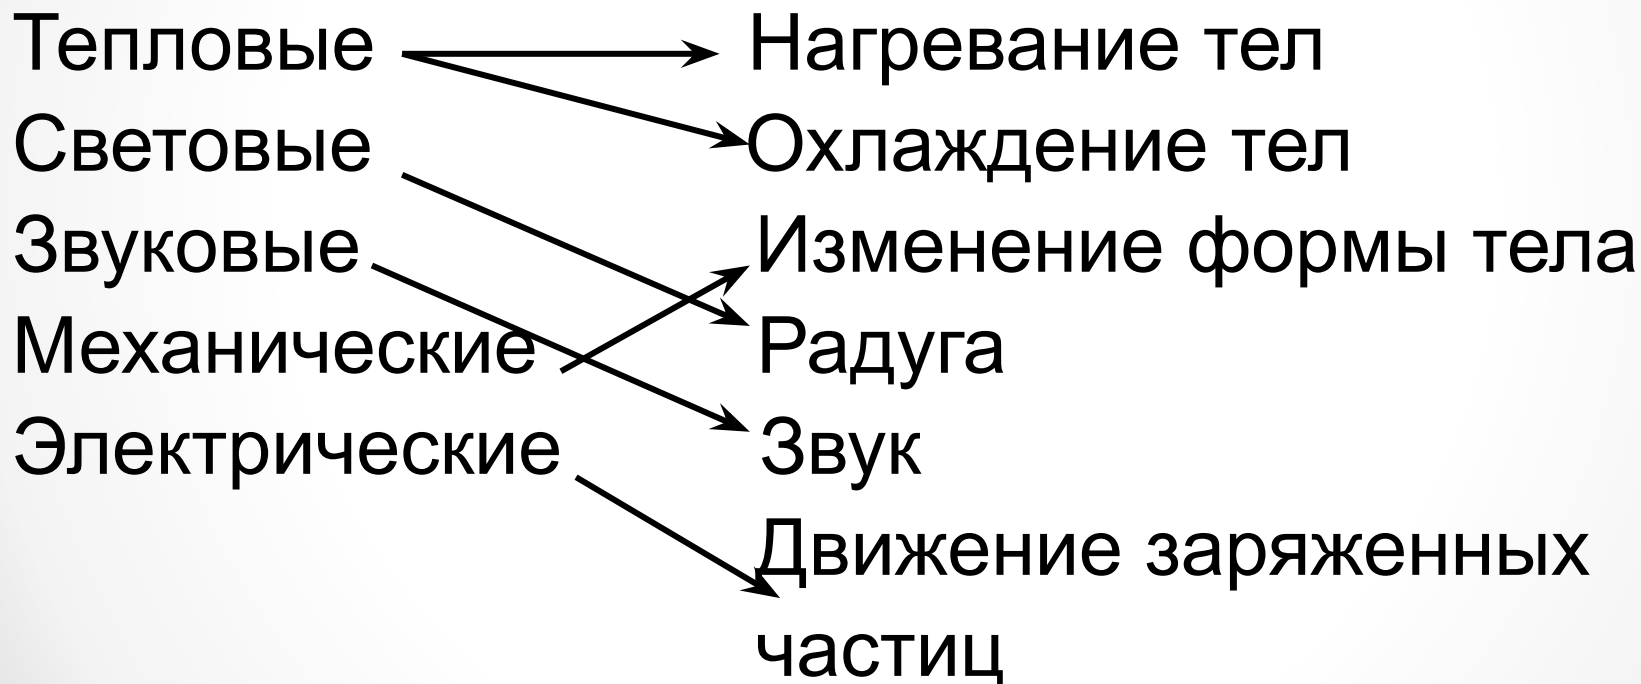 Тепловые
Световые
Звуковые
Механические
Электрические
Нагревание тел
Охлаждение тел
Изменение формы тела
Радуга
Звук
Движение заряженных
частиц